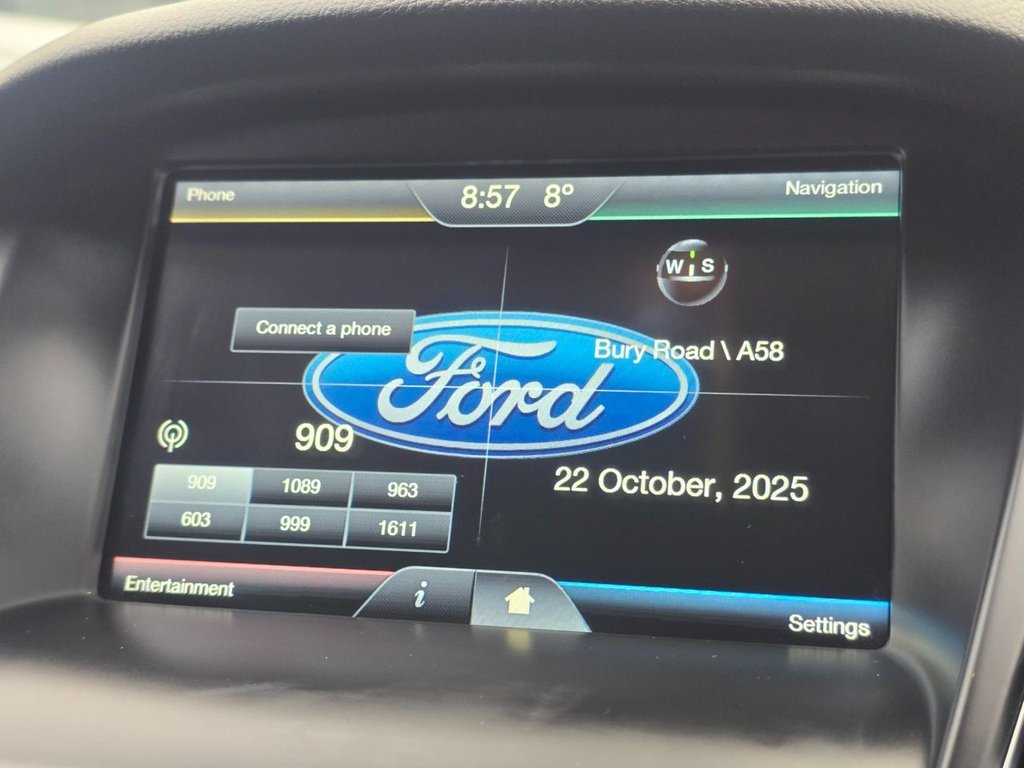 Phone
8:57 8°
Navigation
W S
Connect a phone
Ford
Bury Road \ A58
909
909 1089 963
603 999 1611
22 October, 2025
Entertainment
i
Settings